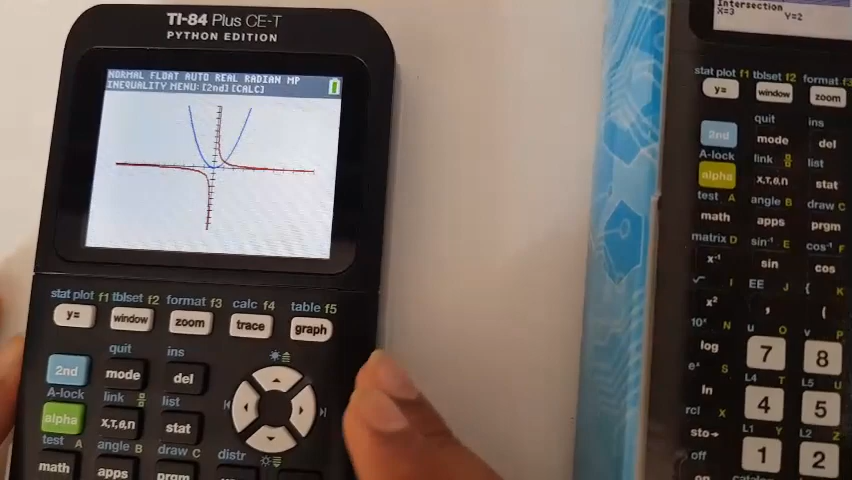 TI-84 Plus CE-T
PYTHON EDITION
NORMAL FLOAT AUTO REAL RADIAN MP
INEQUALITY MENU:[2nd][CALC]
stat plot f1 tblset f2 format f3 calc f4 table f5
y= window zoom trace graph
quit ins
2nd mode del
A-lock link list
alpha X,T,θ,n stat
test A angle B draw C distr
math apps prgm
Intersection
X=3 Y=2
stat plot f1 tblset f2 format f3
y= window zoom
quit ins
2nd mode del
A-lock link list
alpha X,T,θ,n stat
test A angle B draw C
math apps prgm
matrix D sin⁻¹ E cos⁻¹ F
x⁻¹ sin cos
√ I EE J { K
x² , (
10ˣ N u O v P
log 7 8
eˣ S L4 T L5 U
ln 4 5
rcl X L1 Y L2 Z
sto→ 1 2
off
on